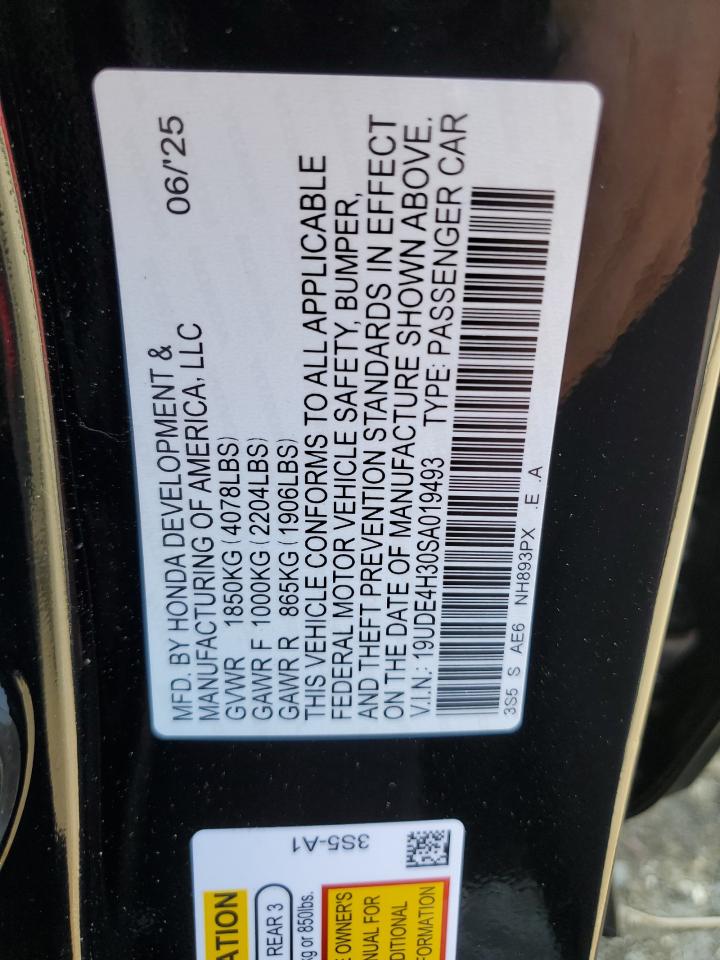 MFD. BY HONDA DEVELOPMENT &
MANUFACTURING OF AMERICA, LLC 06/'25
GVWR 1850KG (4078LBS)
GAWR F 1000KG (2204LBS)
GAWR R 865KG (1906LBS)
THIS VEHICLE CONFORMS TO ALL APPLICABLE
FEDERAL MOTOR VEHICLE SAFETY, BUMPER,
AND THEFT PREVENTION STANDARDS IN EFFECT
ON THE DATE OF MANUFACTURE SHOWN ABOVE.
V.I.N.: 19UDE4H30SA019493 TYPE: PASSENGER CAR
3S5 S AE6 NH893PX .E .A
3S5-A1
ATION
REAR 3
kg or 850lbs.
E OWNER'S
NUAL FOR
DITIONAL
FORMATION